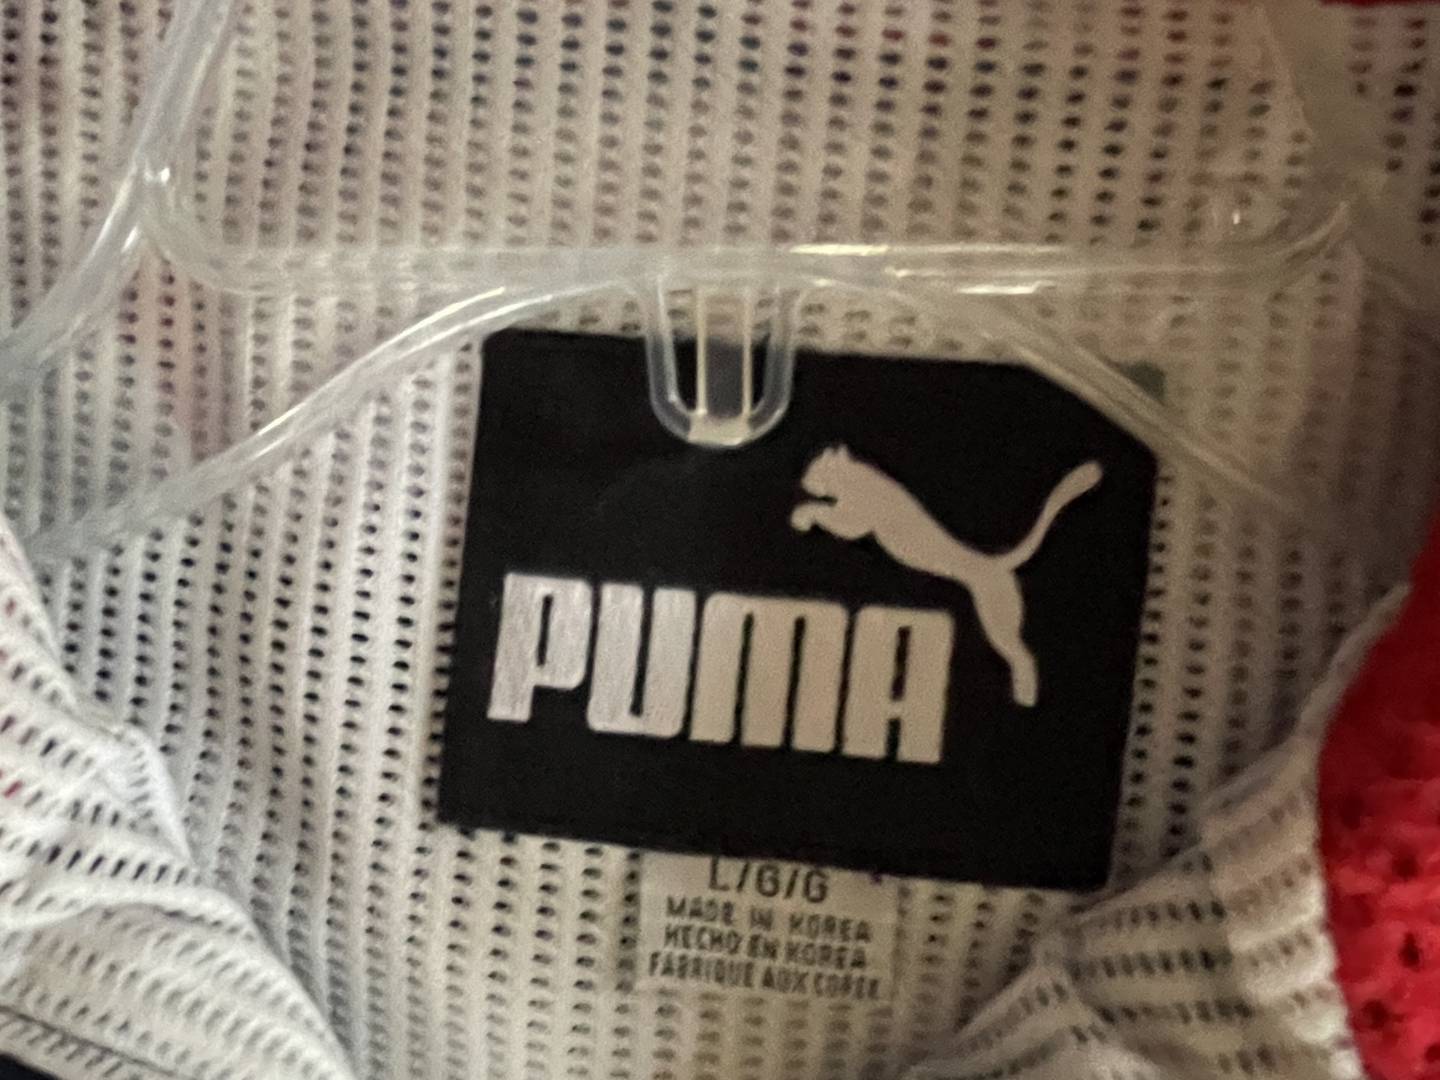 PUMA
L/G/G
MADE IN KOREA
HECHO EN KOREA
FABRIQUE AUX COREE